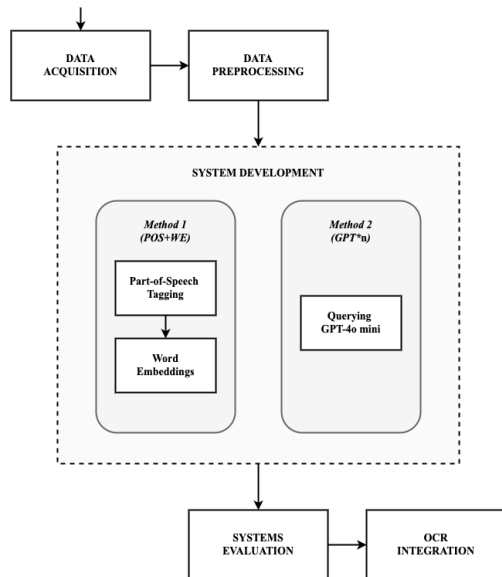 DATA
ACQUISITION
DATA
PREPROCESSING
SYSTEM DEVELOPMENT
Method 1
(POS+WE)
Part-of-Speech
Tagging
Word
Embeddings
Method 2
(GPT*n)
Querying
GPT-4o mini
SYSTEMS
EVALUATION
OCR
INTEGRATION